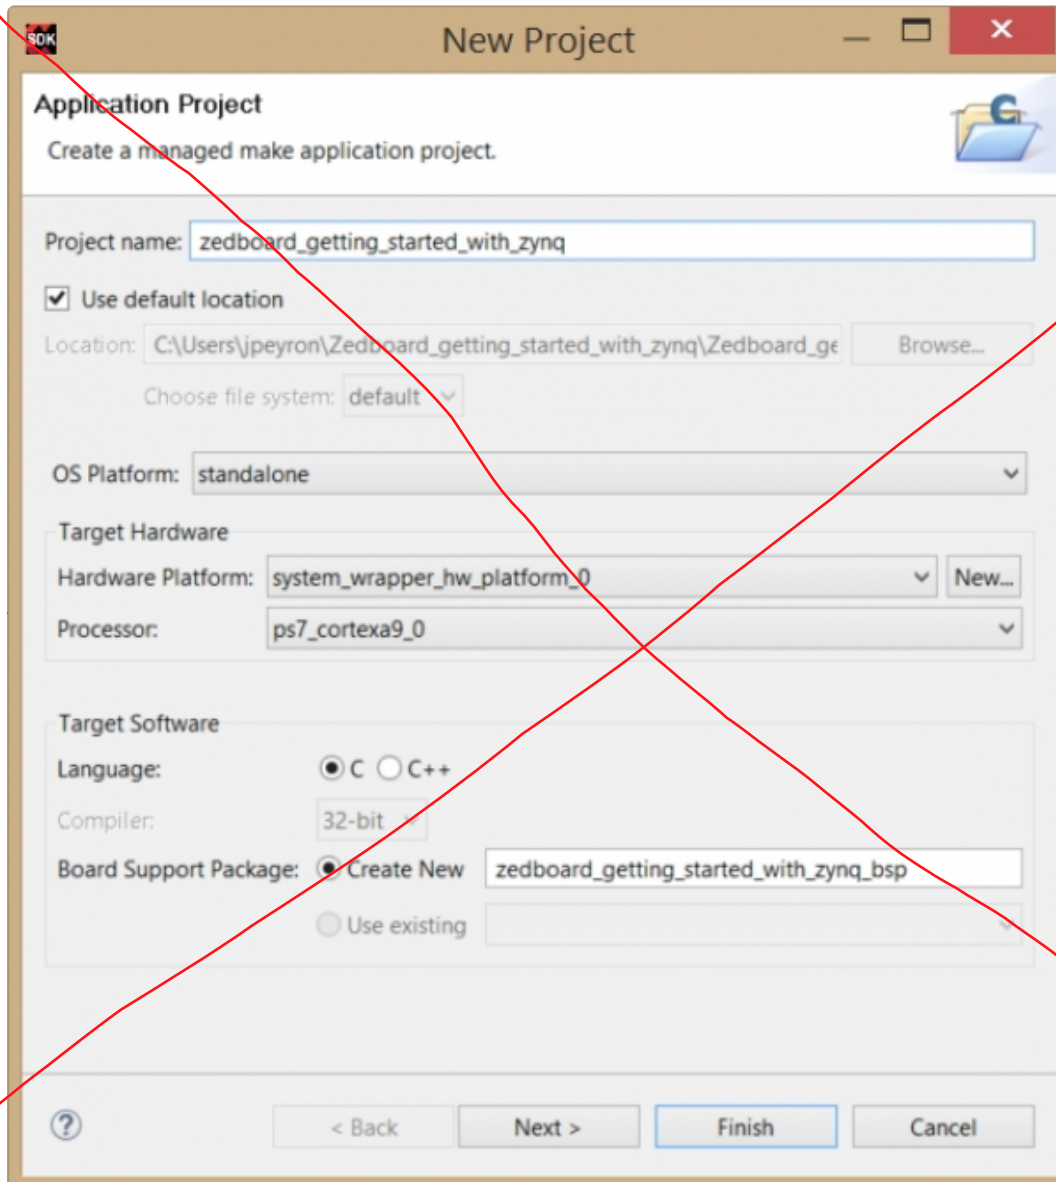 SDK
New Project
Application Project
Create a managed make application project.
Project name: zedboard_getting_started_with_zynq
Use default location
Location: C:\Users\jpeyron\Zedboard_getting_started_with_zynq\Zedboard_ge Browse...
Choose file system: default
OS Platform: standalone
Target Hardware
Hardware Platform: system_wrapper_hw_platform_0 New...
Processor: ps7_cortexa9_0
Target Software
Language: C C++
Compiler: 32-bit
Board Support Package: Create New zedboard_getting_started_with_zynq_bsp
Use existing
? < Back Next > Finish Cancel